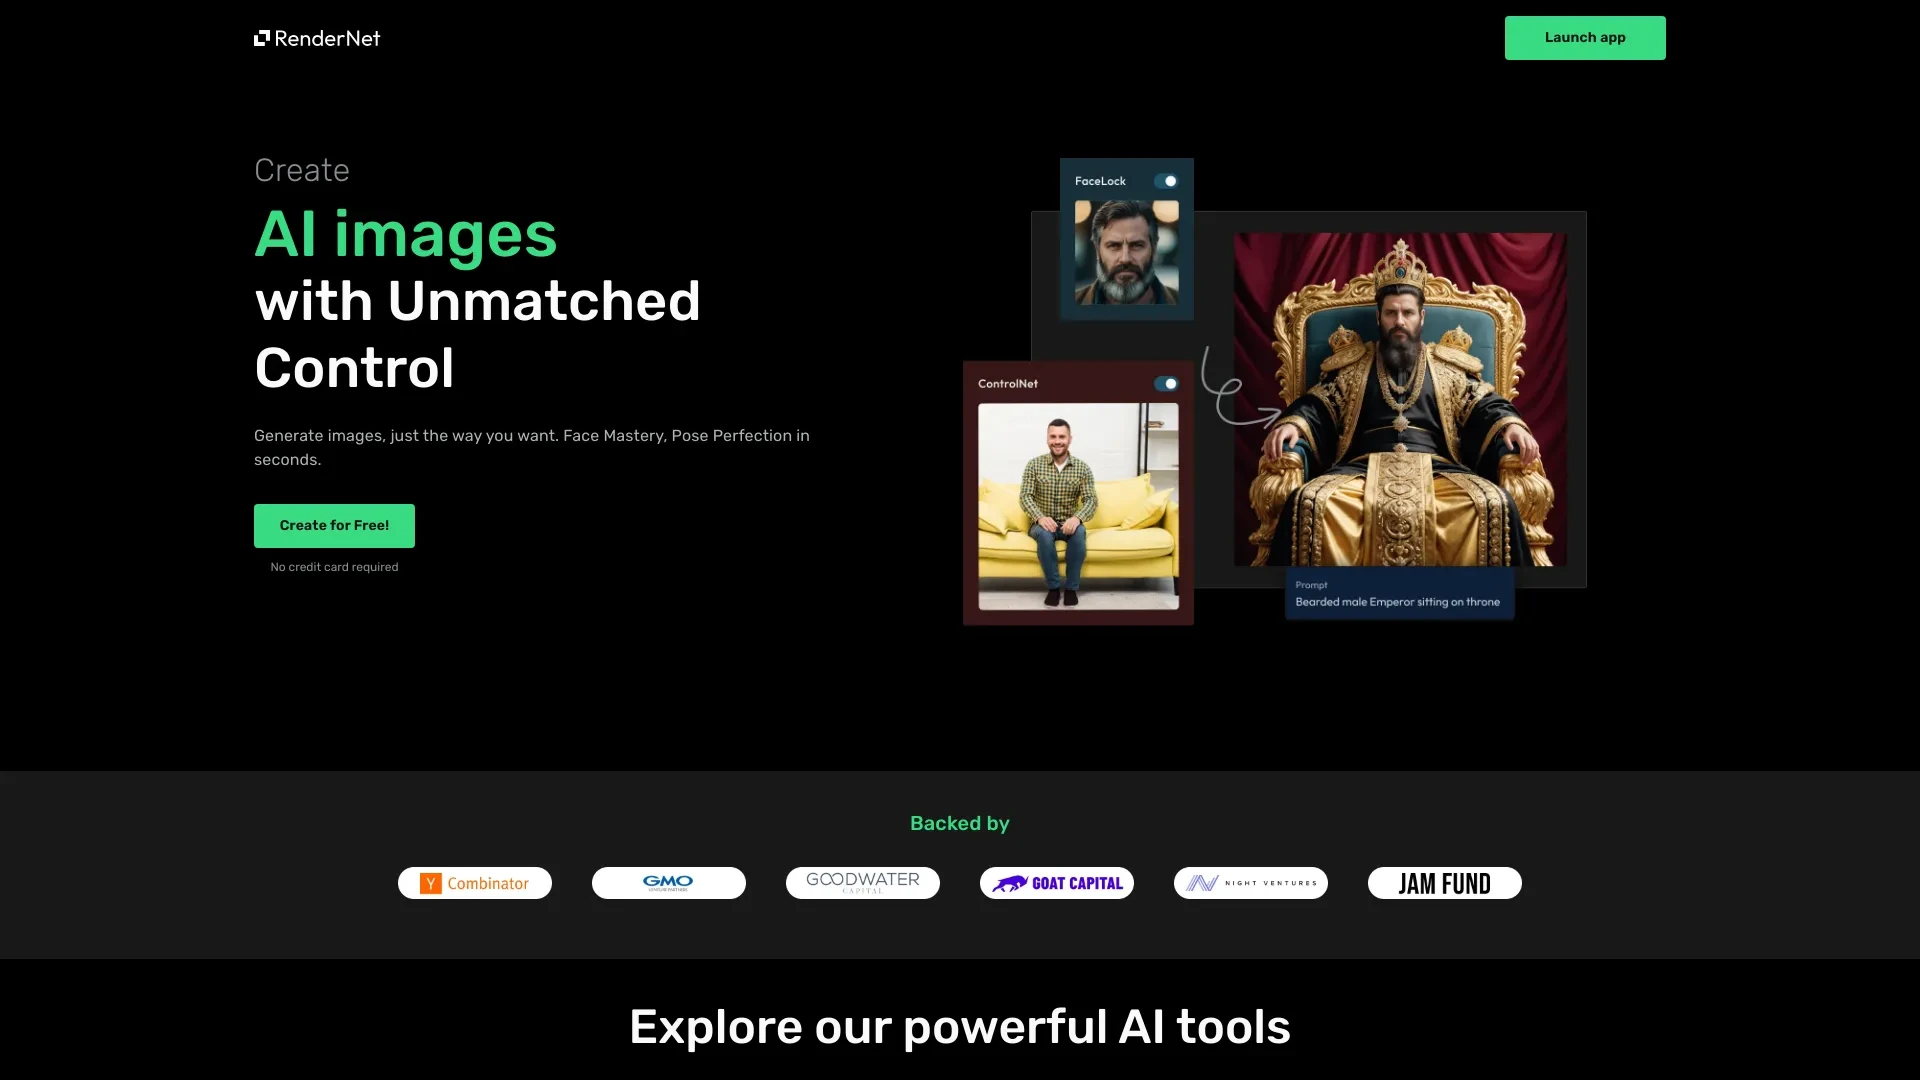 RenderNet
Launch app
Create
AI images
with Unmatched
Control
Generate images, just the way you want. Face Mastery, Pose Perfection in
seconds.
Create for Free!
No credit card required
FaceLock
ControlNet
Prompt
Bearded male Emperor sitting on throne
Backed by
Y Combinator
GMO
VENTURE PARTNERS
GOODWATER
CAPITAL
GOAT CAPITAL
NIGHT VENTURES
JAM FUND
Explore our powerful AI tools